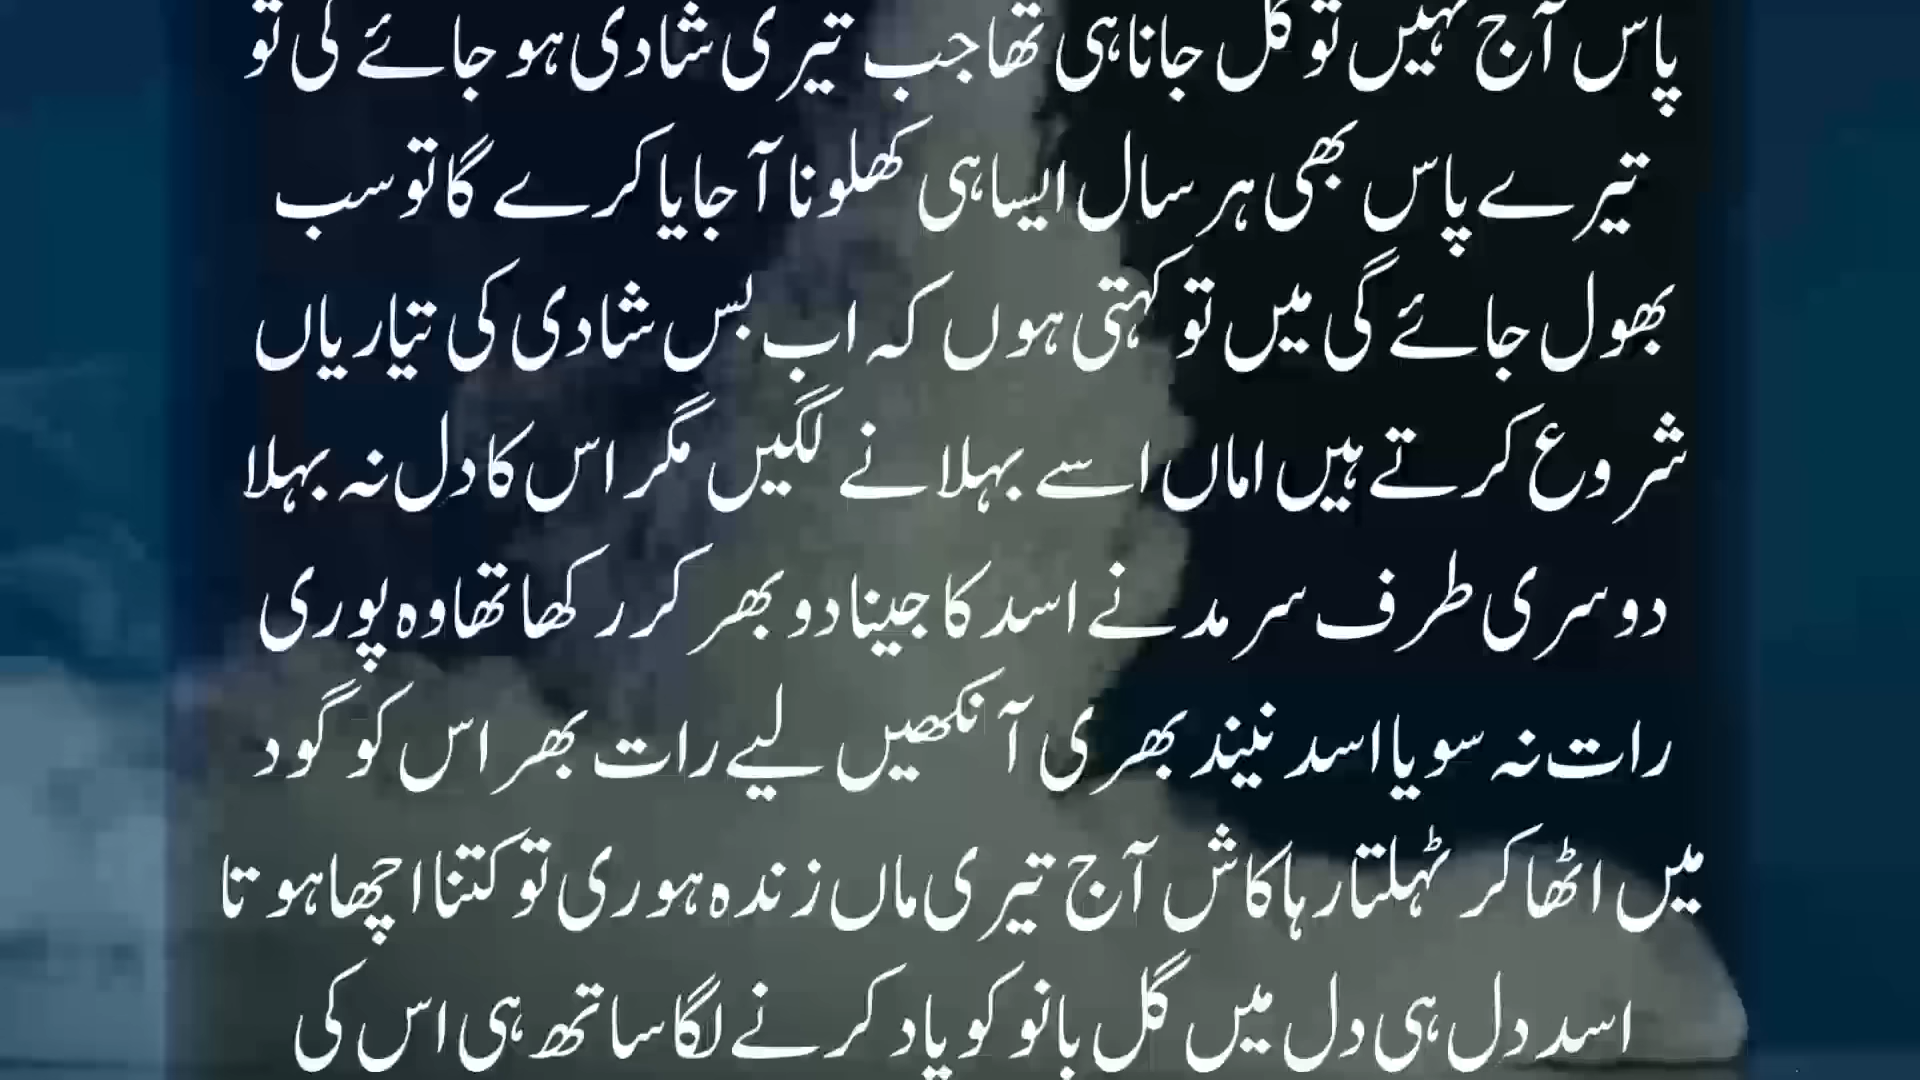 پاس آج نہیں تو کل جانا ہی تھا جب تیری شادی ہو جائے گی تو
تیرے پاس بھی ہر سال ایسا ہی کھلونا آ جایا کرے گا تو سب
بھول جائے گی میں تو کہتی ہوں کہ اب بس شادی کی تیاریاں
شروع کرتے ہیں اماں اسے بہلانے لگیں مگر اس کا دل نہ بہلا
دوسری طرف سرمد نے اسد کا جینا دوبھر کر رکھا تھا وہ پوری
رات نہ سویا اسد نیند بھری آنکھیں لیے رات بھر اس کو گود
میں اٹھا کر ٹہلتا رہا کاش آج تیری ماں زندہ ہوری تو کتنا اچھا ہوتا
اسد دل ہی دل میں گل بانو کو یاد کرنے لگا ساتھ ہی اس کی